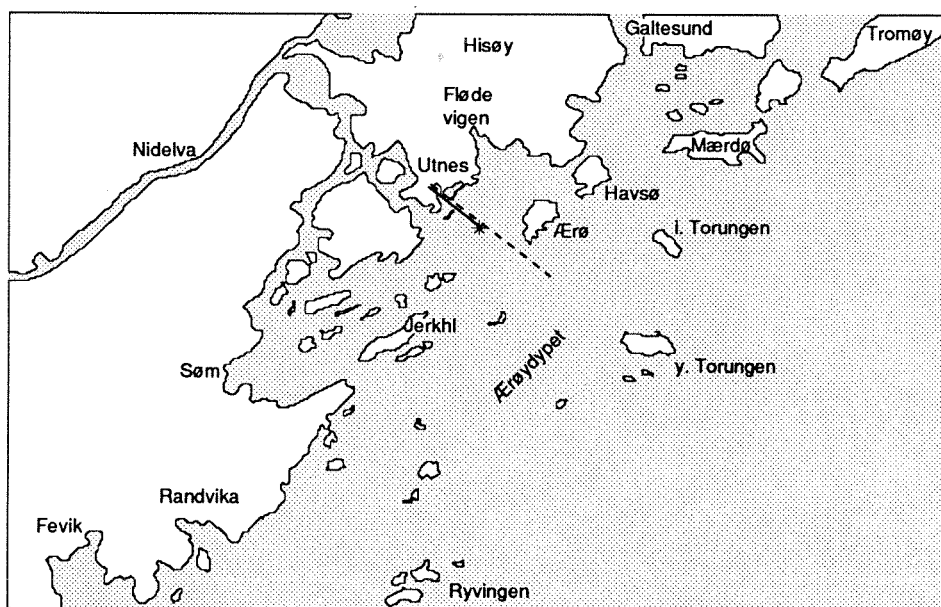 Galtesund
Tromøy
Hisøy
Fløde
vigen
Nidelva
Mærdø
Utnes
Havsø
Ærø
l. Torungen
Jerkhl
Ærøydypet
y. Torungen
Søm
Randvika
Fevik
Ryvingen